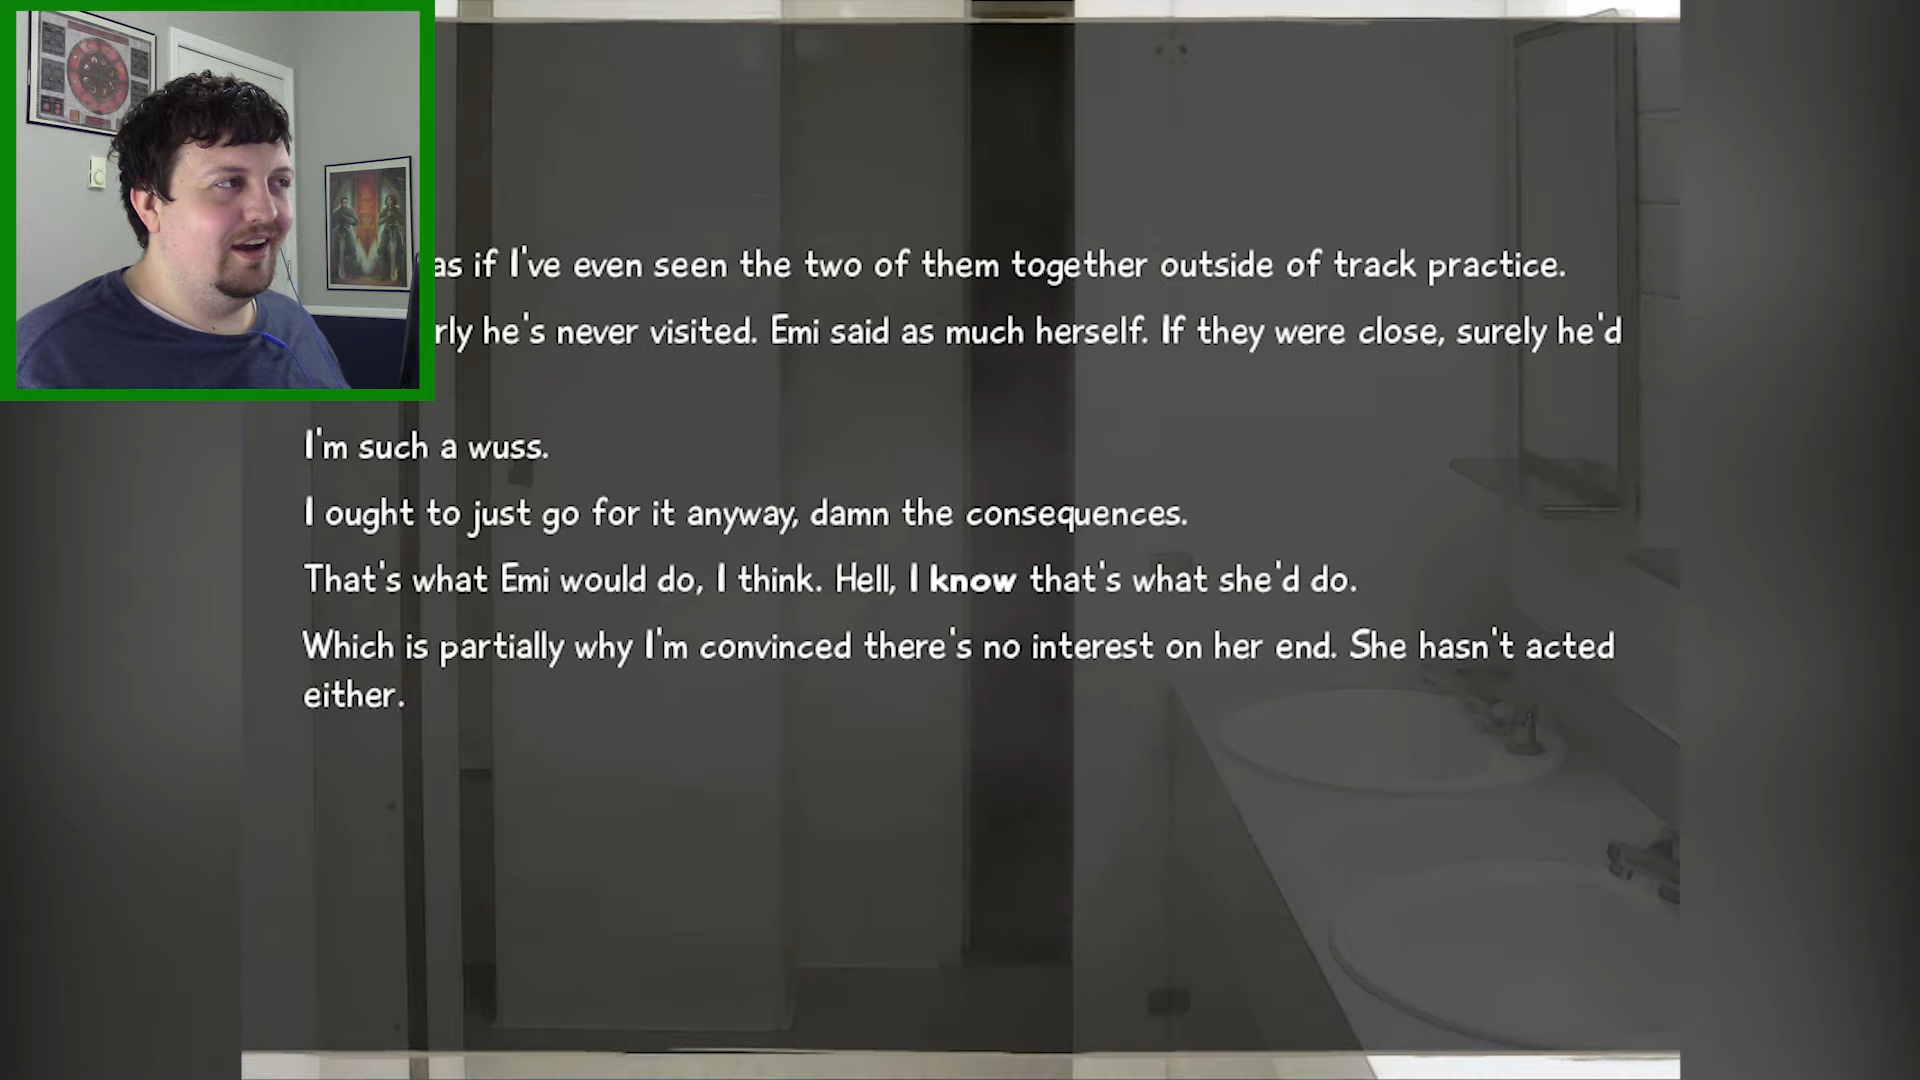 as if I've even seen the two of them together outside of track practice.
he's never visited. Emi said as much herself. If they were close, surely he'd
I'm such a wuss.
I ought to just go for it anyway, damn the consequences.
That's what Emi would do, I think. Hell, I know that's what she'd do.
Which is partially why I'm convinced there's no interest on her end. She hasn't acted
either.